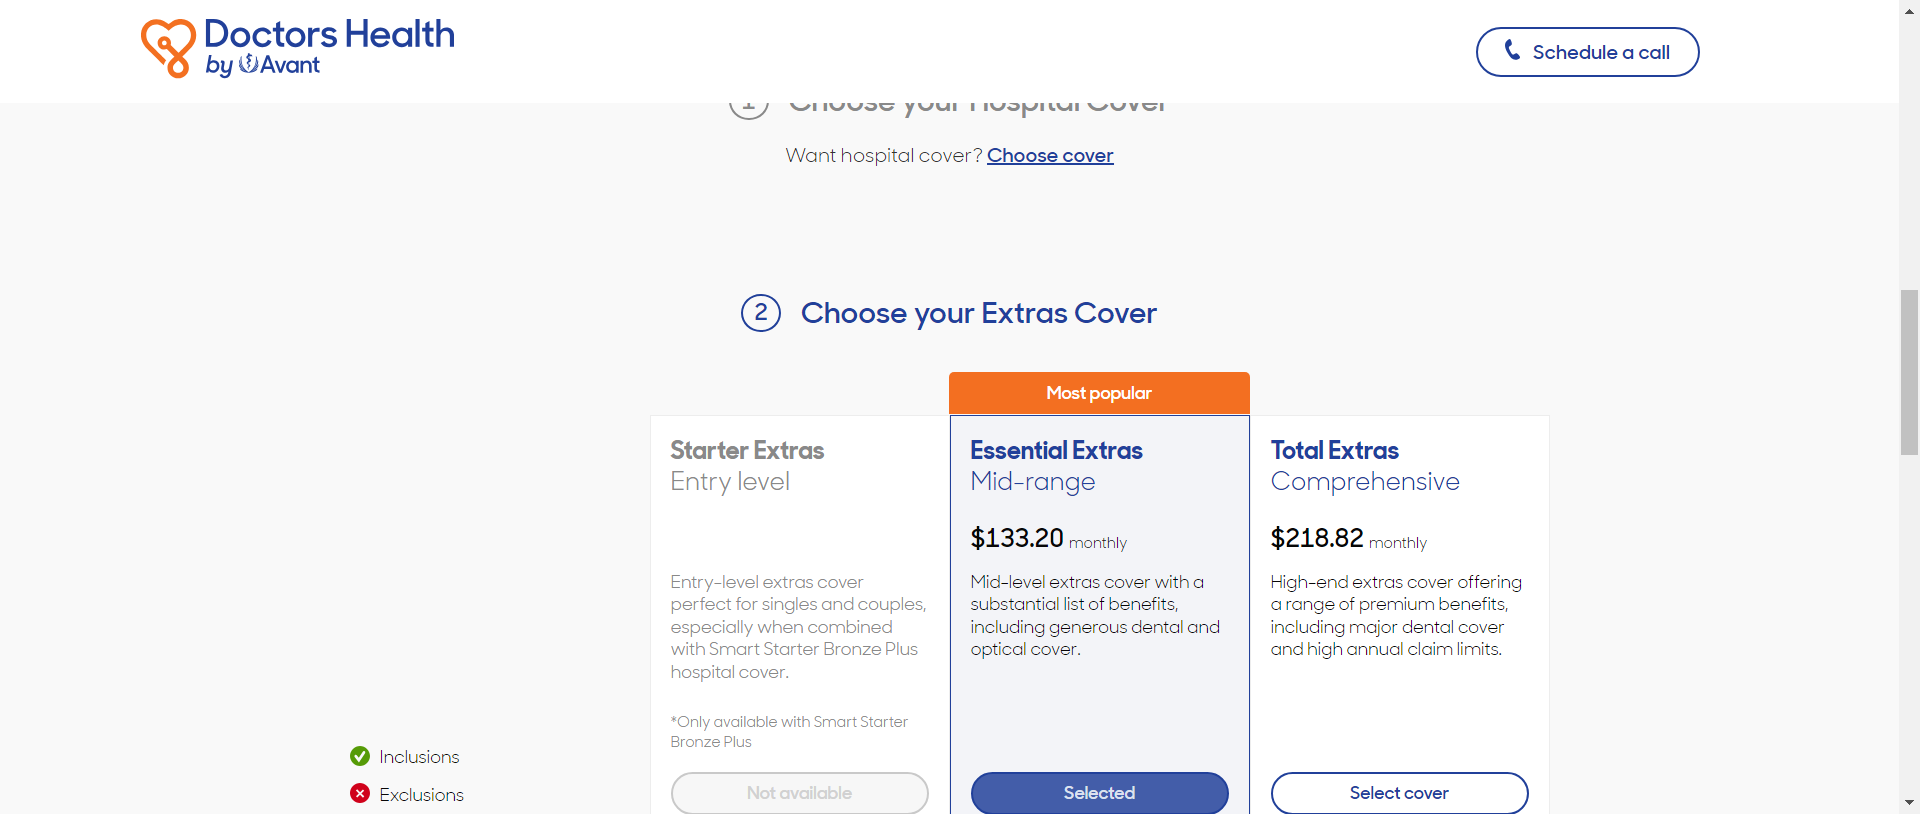 Doctors Health
by Avant
Schedule a call
1 Choose your Hospital Cover
Want hospital cover? Choose cover
2 Choose your Extras Cover
Most popular
Starter Extras
Entry level
Entry-level extras cover
perfect for singles and couples,
especially when combined
with Smart Starter Bronze Plus
hospital cover.
*Only available with Smart Starter
Bronze Plus
Not available
Essential Extras
Mid-range
$133.20 monthly
Mid-level extras cover with a
substantial list of benefits,
including generous dental and
optical cover.
Selected
Total Extras
Comprehensive
$218.82 monthly
High-end extras cover offering
a range of premium benefits,
including major dental cover
and high annual claim limits.
Select cover
Inclusions
Exclusions